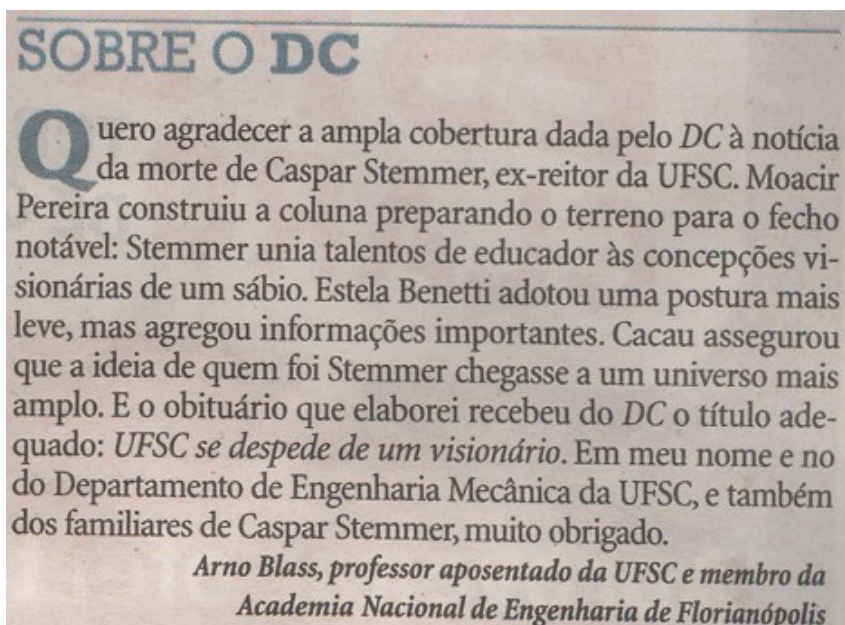 SOBRE O DC
Quero agradecer a ampla cobertura dada pelo DC à notícia
da morte de Caspar Stemmer, ex-reitor da UFSC. Moacir
Pereira construiu a coluna preparando o terreno para o fecho
notável: Stemmer unia talentos de educador às concepções vi-
sionárias de um sábio. Estela Benetti adotou uma postura mais
leve, mas agregou informações importantes. Cacau assegurou
que a ideia de quem foi Stemmer chegasse a um universo mais
amplo. E o obituário que elaborei recebeu do DC o título ade-
quado: UFSC se despede de um visionário. Em meu nome e no
do Departamento de Engenharia Mecânica da UFSC, e também
dos familiares de Caspar Stemmer, muito obrigado.
Arno Blass, professor aposentado da UFSC e membro da
Academia Nacional de Engenharia de Florianópolis